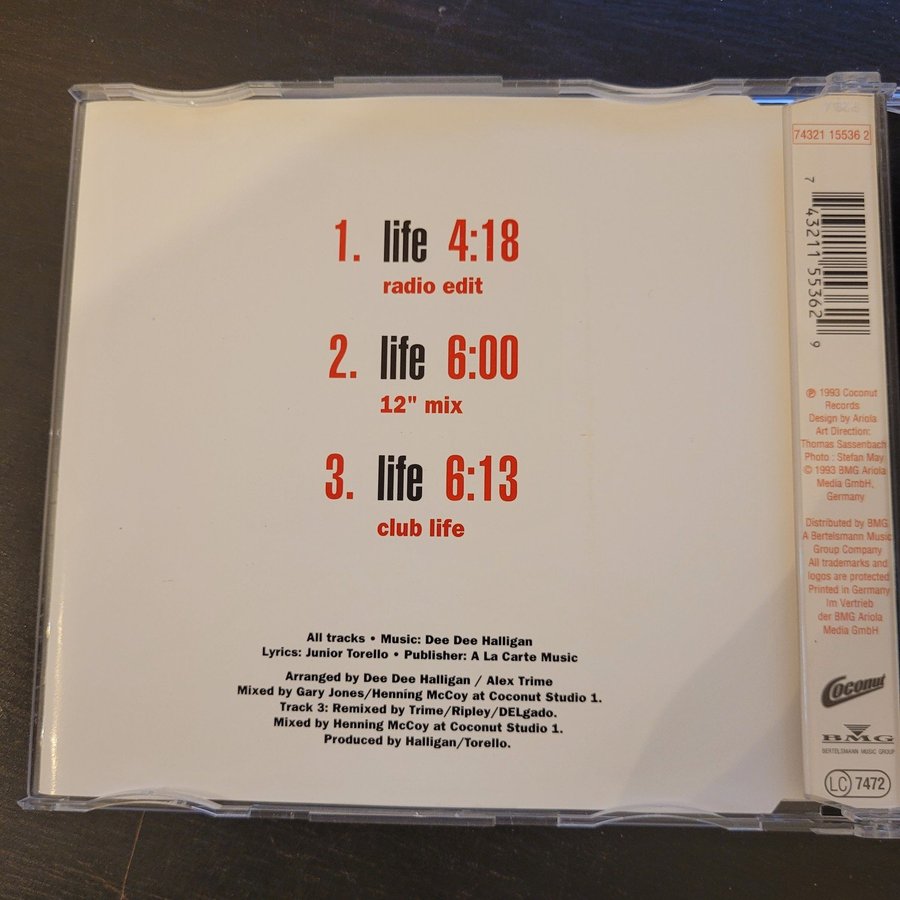 1. life 4:18
radio edit
2. life 6:00
12" mix
3. life 6:13
club life
All tracks • Music: Dee Dee Halligan
Lyrics: Junior Torello • Publisher: A La Carte Music
Arranged by Dee Dee Halligan / Alex Trime
Mixed by Gary Jones/Henning McCoy at Coconut Studio 1.
Track 3: Remixed by Trime/Ripley/DELgado.
Mixed by Henning McCoy at Coconut Studio 1.
Produced by Halligan/Torello.
74321 15536 2
7 43211 55362 9
℗ 1993 Coconut
Records
Design by Ariola
Art Direction:
Thomas Sassenbach
Photo : Stefan May
© 1993 BMG Ariola
Media GmbH,
Germany
Distributed by BMG
A Bertelsmann Music
Group Company
All trademarks and
logos are protected
Printed in Germany
Im Vertrieb
der BMG Ariola
Media GmbH
Coconut
BMG
BERTELSMANN MUSIC GROUP
LC 7472